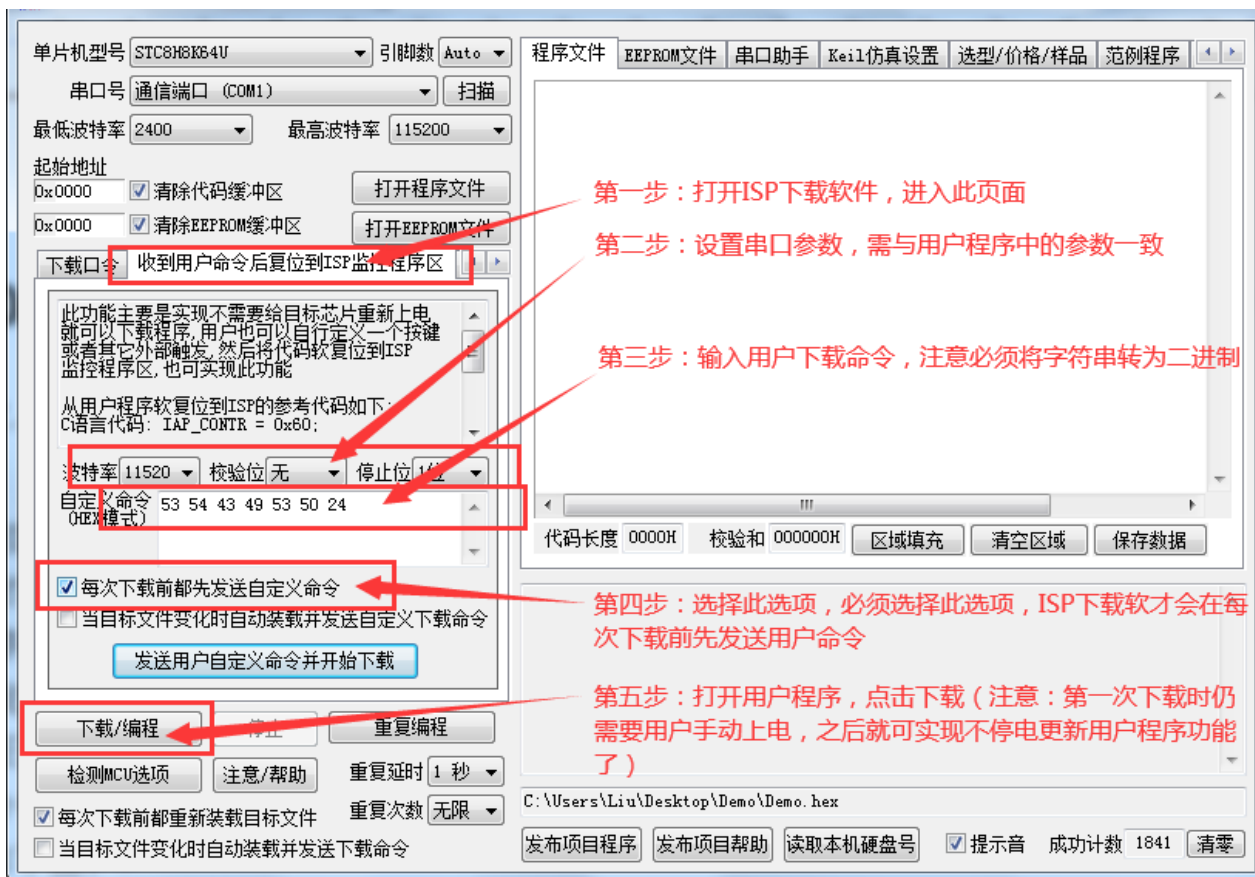 单片机型号 STC8H8K64U 引脚数 Auto
串口号 通信端口 (COM1) 扫描
最低波特率 2400 最高波特率 115200
起始地址
0x0000 清除代码缓冲区 打开程序文件
0x0000 清除EEPROM缓冲区 打开EEPROM文件
下载口令 收到用户命令后复位到ISP监控程序区
此功能主要是实现不需要给目标芯片重新上电
就可以下载程序,用户也可以自行定义一个按键
或者其它外部触发,然后将代码软复位到ISP
监控程序区,也可实现此功能
从用户程序软复位到ISP的参考代码如下:
C语言代码: IAP_CONTR = 0x60;
波特率 11520 校验位 无 停止位 1位
自定义命令 53 54 43 49 53 50 24
(HEX模式)
每次下载前都先发送自定义命令
当目标文件变化时自动装载并发送自定义下载命令
发送用户自定义命令并开始下载
下载/编程 停止 重复编程
检测MCU选项 注意/帮助 重复延时 1 秒
每次下载前都重新装载目标文件 重复次数 无限
当目标文件变化时自动装载并发送下载命令
程序文件 EEPROM文件 串口助手 Keil仿真设置 选型/价格/样品 范例程序
第一步：打开ISP下载软件，进入此页面
第二步：设置串口参数，需与用户程序中的参数一致
第三步：输入用户下载命令，注意必须将字符串转为二进制
代码长度 0000H 校验和 000000H 区域填充 清空区域 保存数据
第四步：选择此选项，必须选择此选项，ISP下载软才会在每
次下载前先发送用户命令
第五步：打开用户程序，点击下载（注意：第一次下载时仍
需要用户手动上电，之后就可实现不停电更新用户程序功能
了）
C:\Users\Liu\Desktop\Demo\Demo.hex
发布项目程序 发布项目帮助 读取本机硬盘号 提示音 成功计数 1841 清零